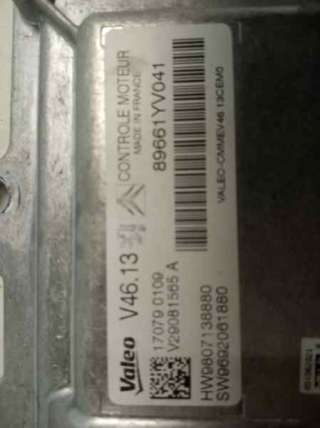 Valeo V46.13 CONTROLE MOTEUR
MADE IN FRANCE
17079 0109
V29081565 A
89661YV041
HW9807138880
SW9692061880
VALEO-CMMEV46 13CEM0